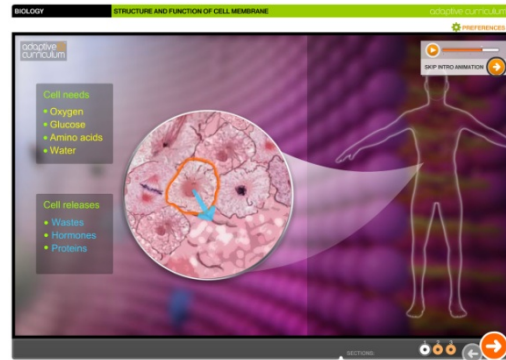 BIOLOGY
STRUCTURE AND FUNCTION OF CELL MEMBRANE
adaptive curriculum
PREFERENCES
adaptive
curriculum
SKIP INTRO ANIMATION
Cell needs
• Oxygen
• Glucose
• Amino acids
• Water
Cell releases
• Wastes
• Hormones
• Proteins
SECTIONS